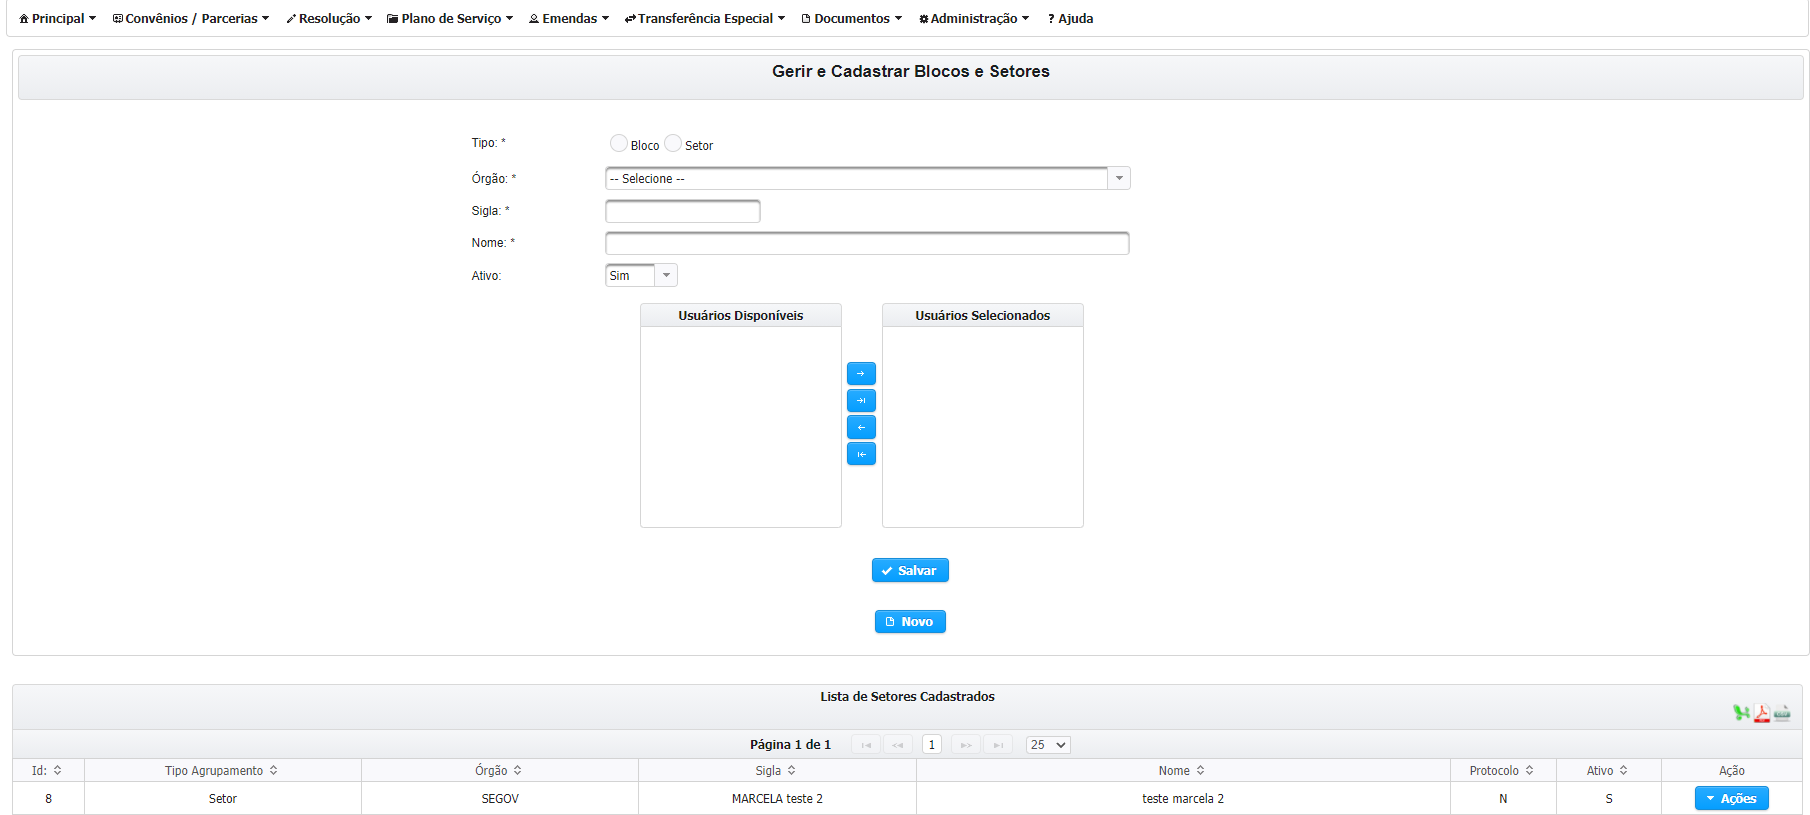 Principal Convênios / Parcerias Resolução Plano de Serviço Emendas Transferência Especial Documentos Administração ? Ajuda
Gerir e Cadastrar Blocos e Setores
Tipo: * Bloco Setor
Órgão: * -- Selecione --
Sigla: *
Nome: *
Ativo: Sim
Usuários Disponíveis Usuários Selecionados
Salvar
Novo
Lista de Setores Cadastrados
Página 1 de 1 1 25
Id: Tipo Agrupamento Órgão Sigla Nome Protocolo Ativo Ação
8 Setor SEGOV MARCELA teste 2 teste marcela 2 N S Ações